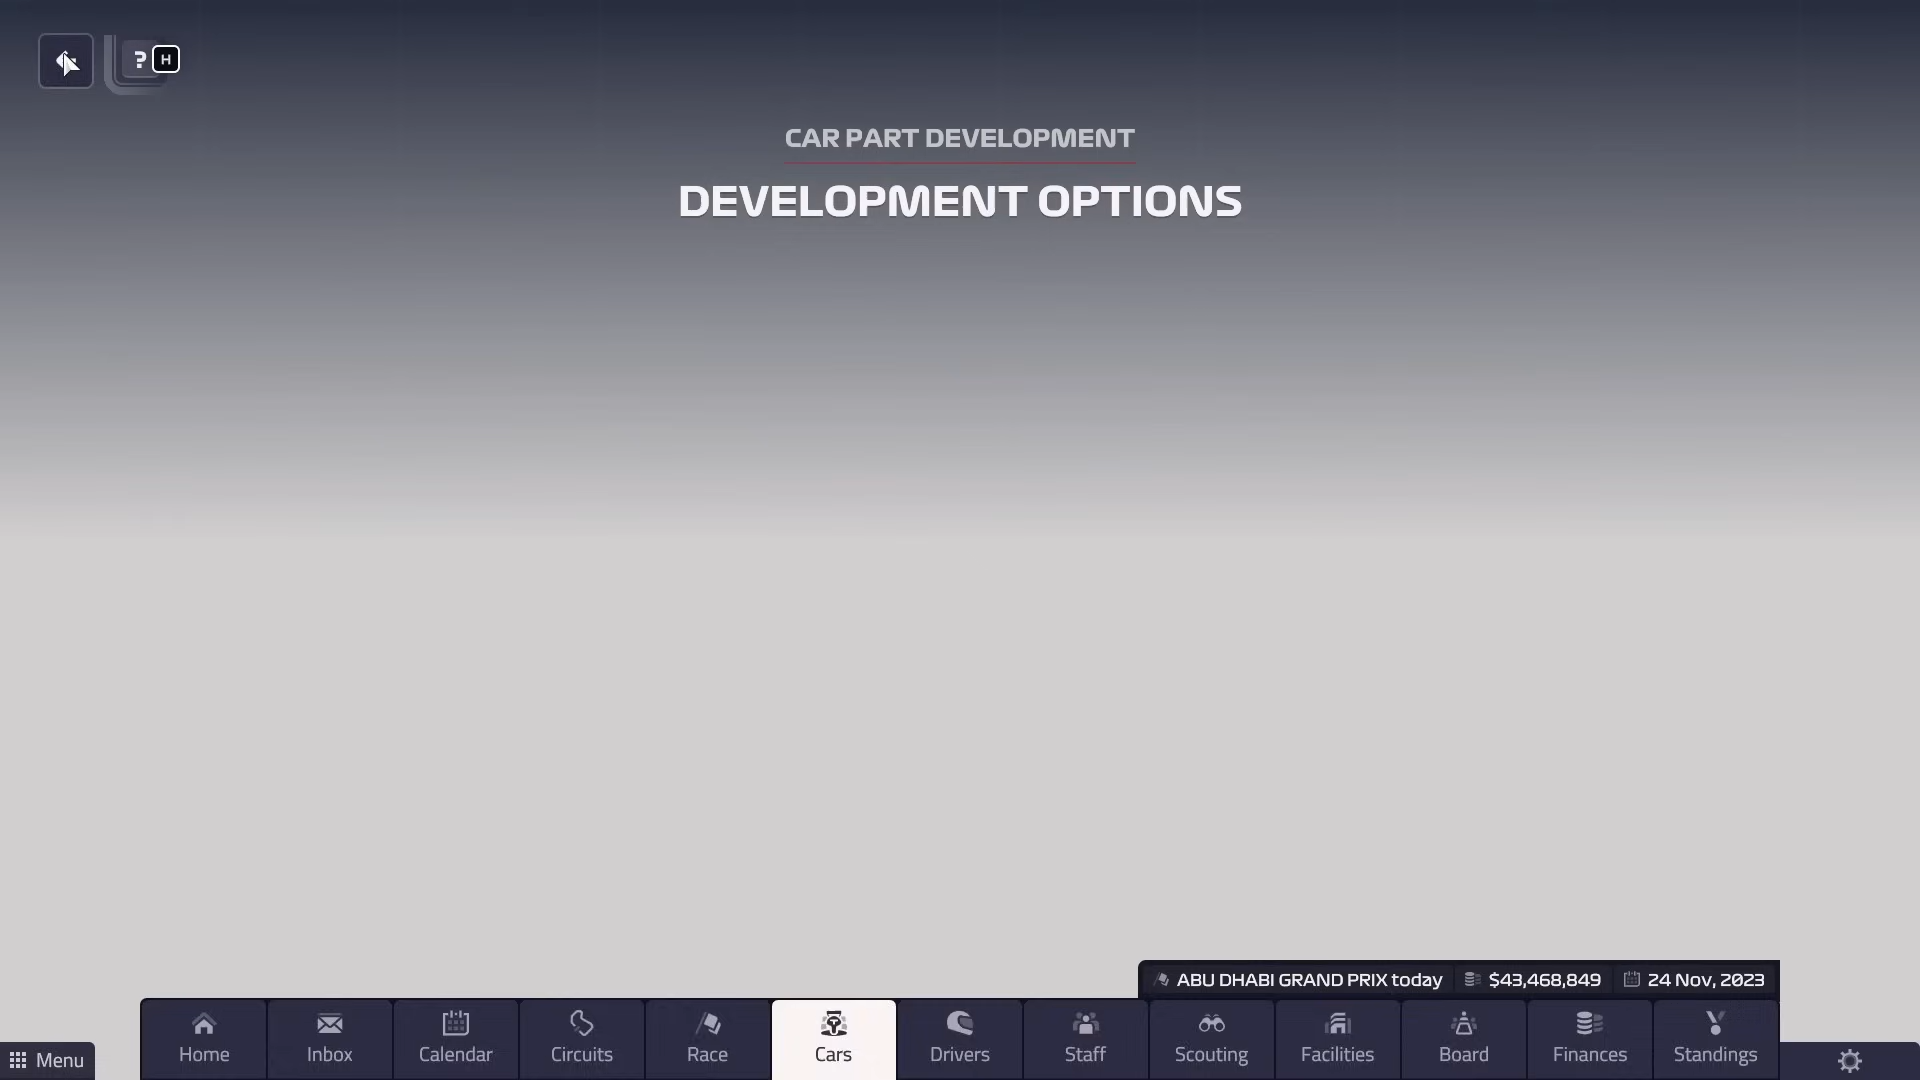 ? H
CAR PART DEVELOPMENT
DEVELOPMENT OPTIONS
ABU DHABI GRAND PRIX today $43,468,849 24 Nov, 2023
Menu Home Inbox Calendar Circuits Race Cars Drivers Staff Scouting Facilities Board Finances Standings